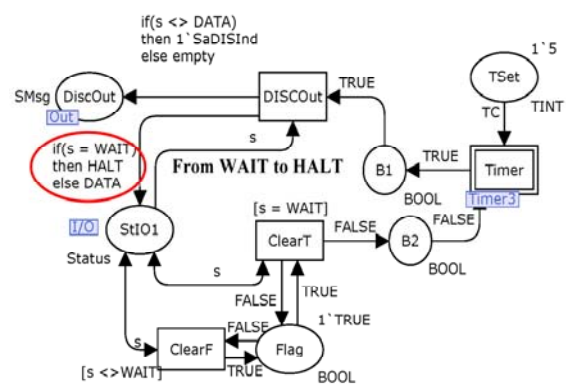 if(s <> DATA)
then 1`SaDISInd
else empty
1`5
SMsg
DiscOut
Out
DISCOut
TRUE
TSet
TC
TINT
if(s = WAIT)
then HALT
else DATA
s
From WAIT to HALT
B1
TRUE
Timer
Timer3
BOOL
[s = WAIT]
I/O
StIO1
Status
s
ClearT
FALSE
B2
FALSE
BOOL
FALSE
TRUE
1`TRUE
s
ClearF
FALSE
TRUE
Flag
[s <>WAIT]
BOOL